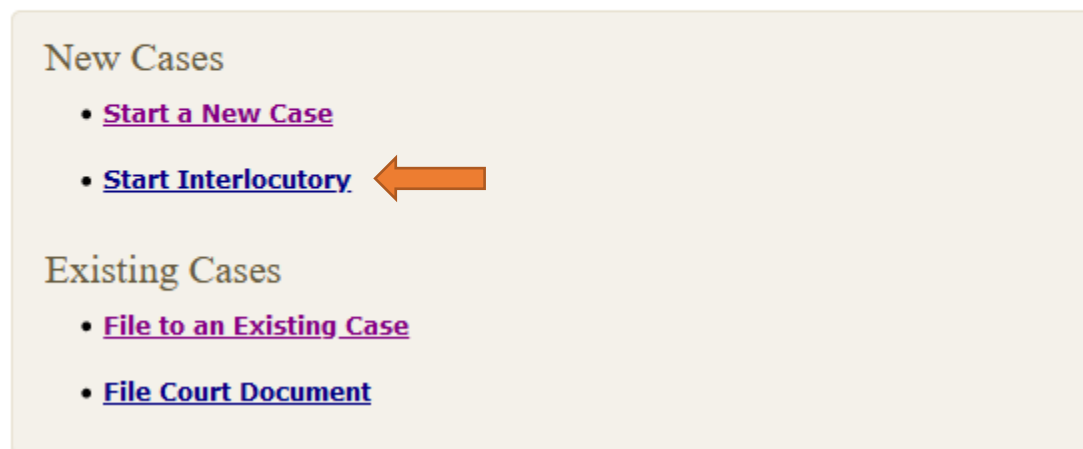 New Cases
Start a New Case
Start Interlocutory
Existing Cases
File to an Existing Case
File Court Document